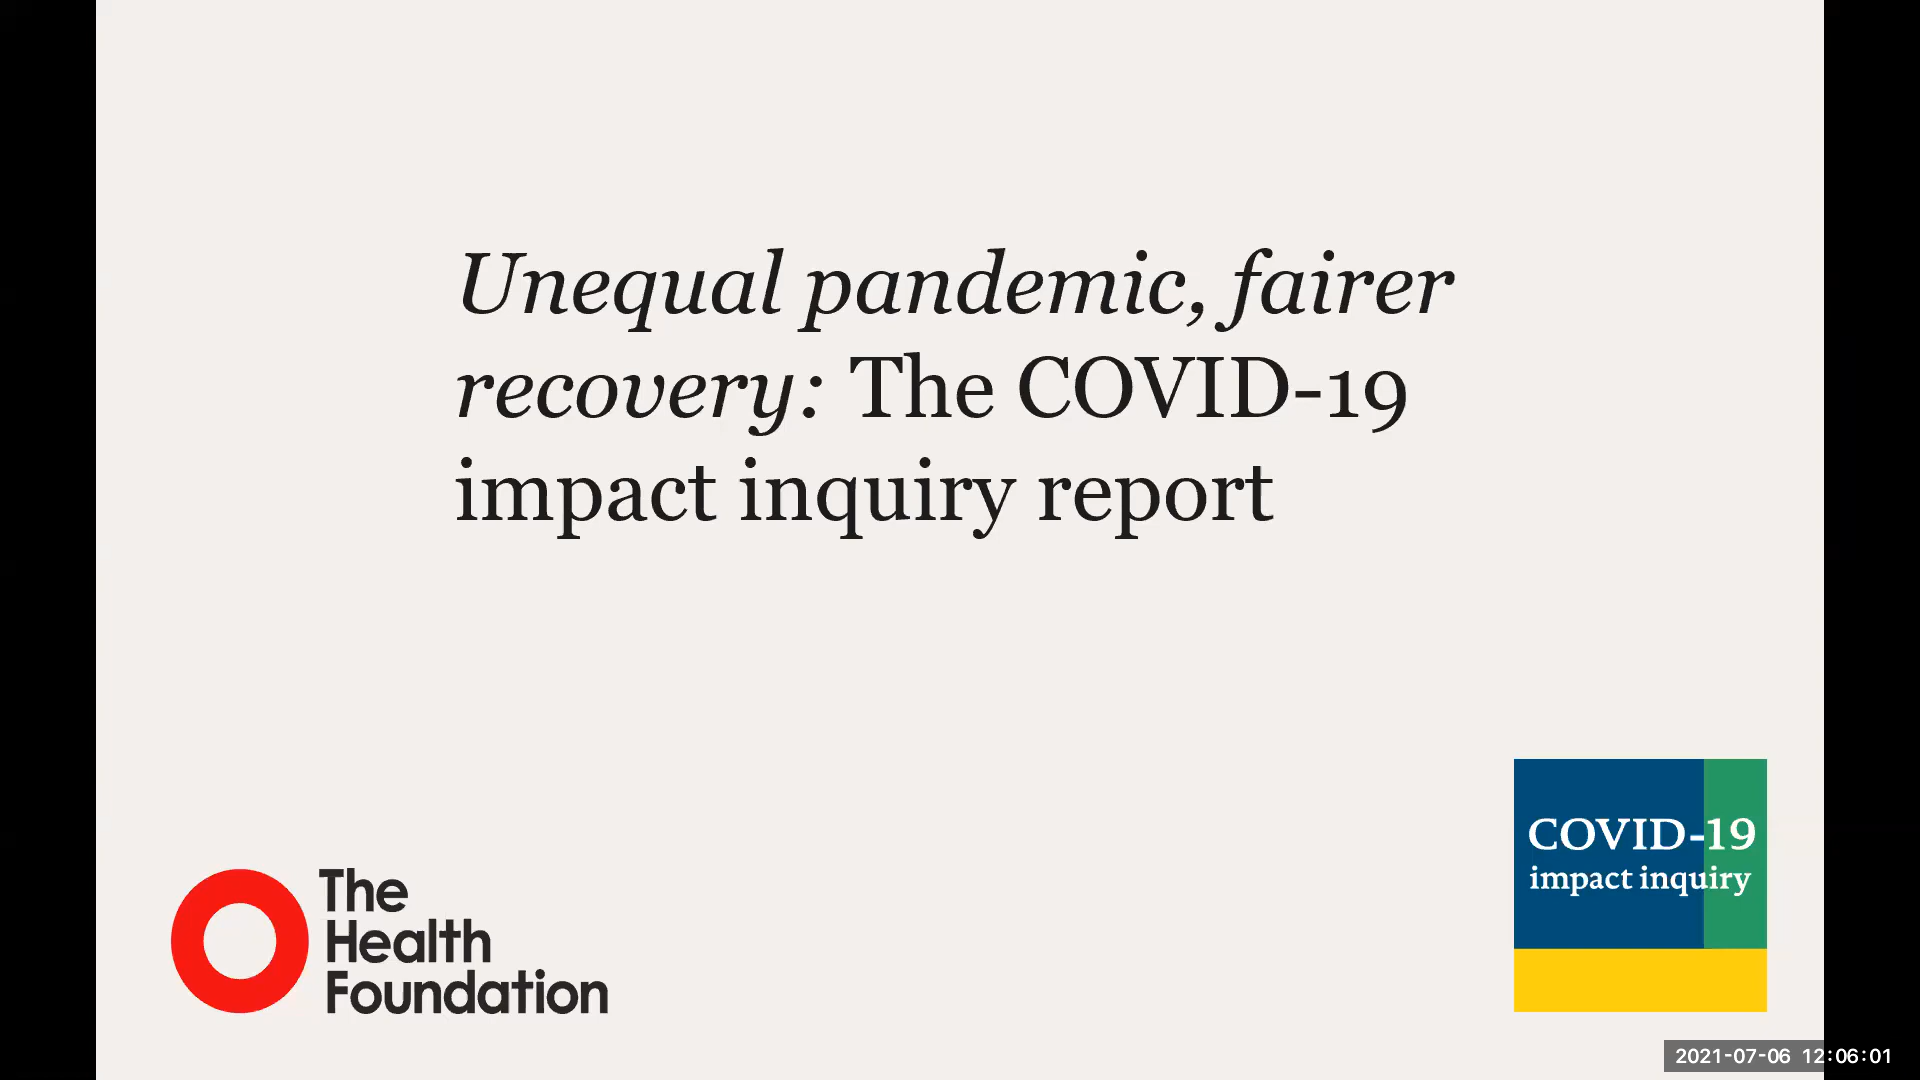 Unequal pandemic, fairer
recovery: The COVID-19
impact inquiry report
The
Health
Foundation
COVID-19
impact inquiry
2021-07-06 12:06:01